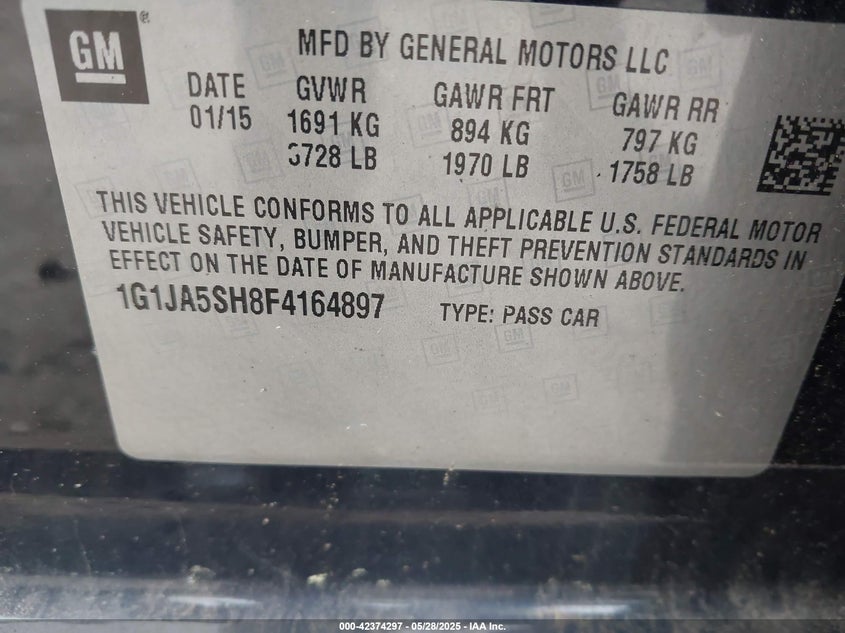 GM
MFD BY GENERAL MOTORS LLC
DATE GVWR GAWR FRT GAWR RR
01/15 1691 KG 894 KG 797 KG
3728 LB 1970 LB 1758 LB
THIS VEHICLE CONFORMS TO ALL APPLICABLE U.S. FEDERAL MOTOR
VEHICLE SAFETY, BUMPER, AND THEFT PREVENTION STANDARDS IN
EFFECT ON THE DATE OF MANUFACTURE SHOWN ABOVE.
1G1JA5SH8F4164897 TYPE: PASS CAR
000-42374297 - 05/28/2025 - IAA Inc.